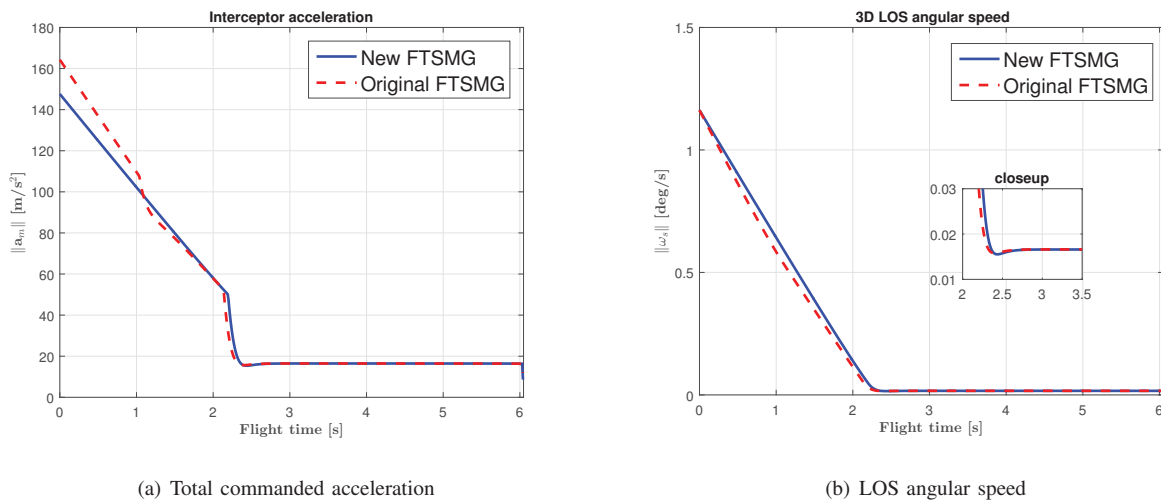 Interceptor acceleration
180
160
140
120
100
80
60
40
20
0
‖a_m‖ [m/s²]
New FTSMG
Original FTSMG
0 1 2 3 4 5 6
Flight time [s]
(a) Total commanded acceleration
3D LOS angular speed
1.5
1
0.5
0
‖ω_s‖ [deg/s]
New FTSMG
Original FTSMG
closeup
0.03
0.02
0.01
2 2.5 3 3.5
0 1 2 3 4 5 6
Flight time [s]
(b) LOS angular speed